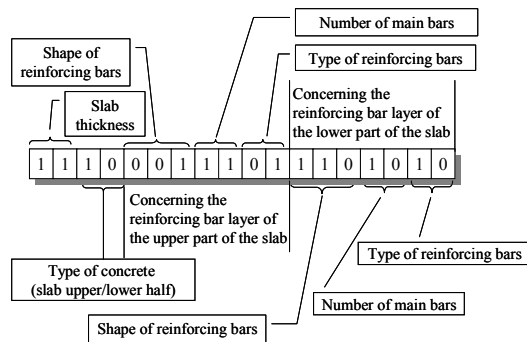 Number of main bars
Shape of
reinforcing bars
Type of reinforcing bars
Slab
thickness
Concerning the
reinforcing bar layer of
the lower part of the slab
1 1 1 0 0 0 1 1 1 0 1 1 1 0 1 0 1 0
Concerning the
reinforcing bar layer of
the upper part of the slab
Type of concrete
(slab upper/lower half)
Type of reinforcing bars
Number of main bars
Shape of reinforcing bars